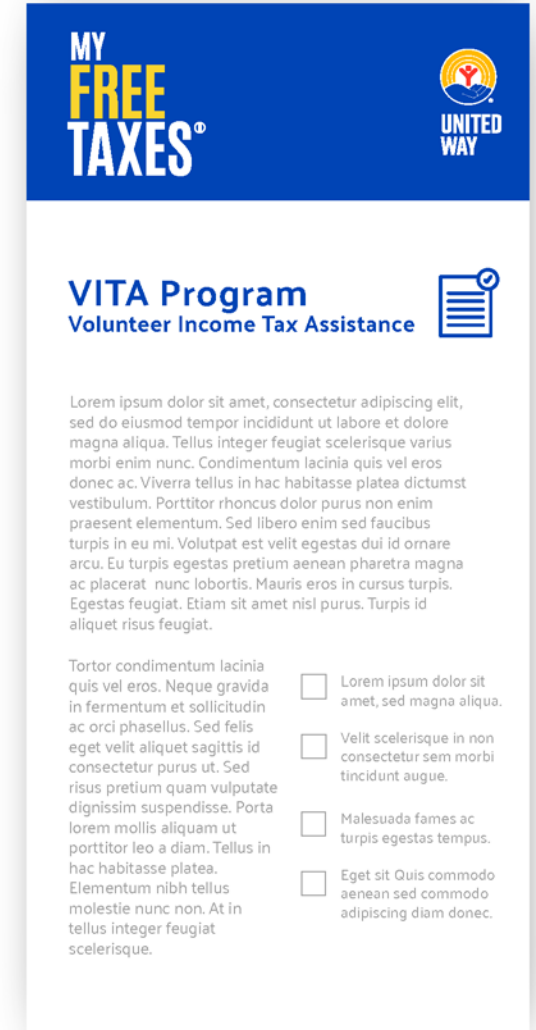 MY
FREE
TAXES®
UNITED
WAY
VITA Program
Volunteer Income Tax Assistance
Lorem ipsum dolor sit amet, consectetur adipiscing elit,
sed do eiusmod tempor incididunt ut labore et dolore
magna aliqua. Tellus integer feugiat scelerisque varius
morbi enim nunc. Condimentum lacinia quis vel eros
donec ac. Viverra tellus in hac habitasse platea dictumst
vestibulum. Porttitor rhoncus dolor purus non enim
praesent elementum. Sed libero enim sed faucibus
turpis in eu mi. Volutpat est velit egestas dui id ornare
arcu. Eu turpis egestas pretium aenean pharetra magna
ac placerat nunc lobortis. Mauris eros in cursus turpis.
Egestas feugiat. Etiam sit amet nisl purus. Turpis id
aliquet risus feugiat.
Tortor condimentum lacinia
quis vel eros. Neque gravida
in fermentum et sollicitudin
ac orci phasellus. Sed felis
eget velit aliquet sagittis id
consectetur purus ut. Sed
risus pretium quam vulputate
dignissim suspendisse. Porta
lorem mollis aliquam ut
porttitor leo a diam. Tellus in
hac habitasse platea.
Elementum nibh tellus
molestie nunc non. At in
tellus integer feugiat
scelerisque.
Lorem ipsum dolor sit
amet, sed magna aliqua.
Velit scelerisque in non
consectetur sem morbi
tincidunt augue.
Malesuada fames ac
turpis egestas tempus.
Eget sit Quis commodo
aenean sed commodo
adipiscing diam donec.